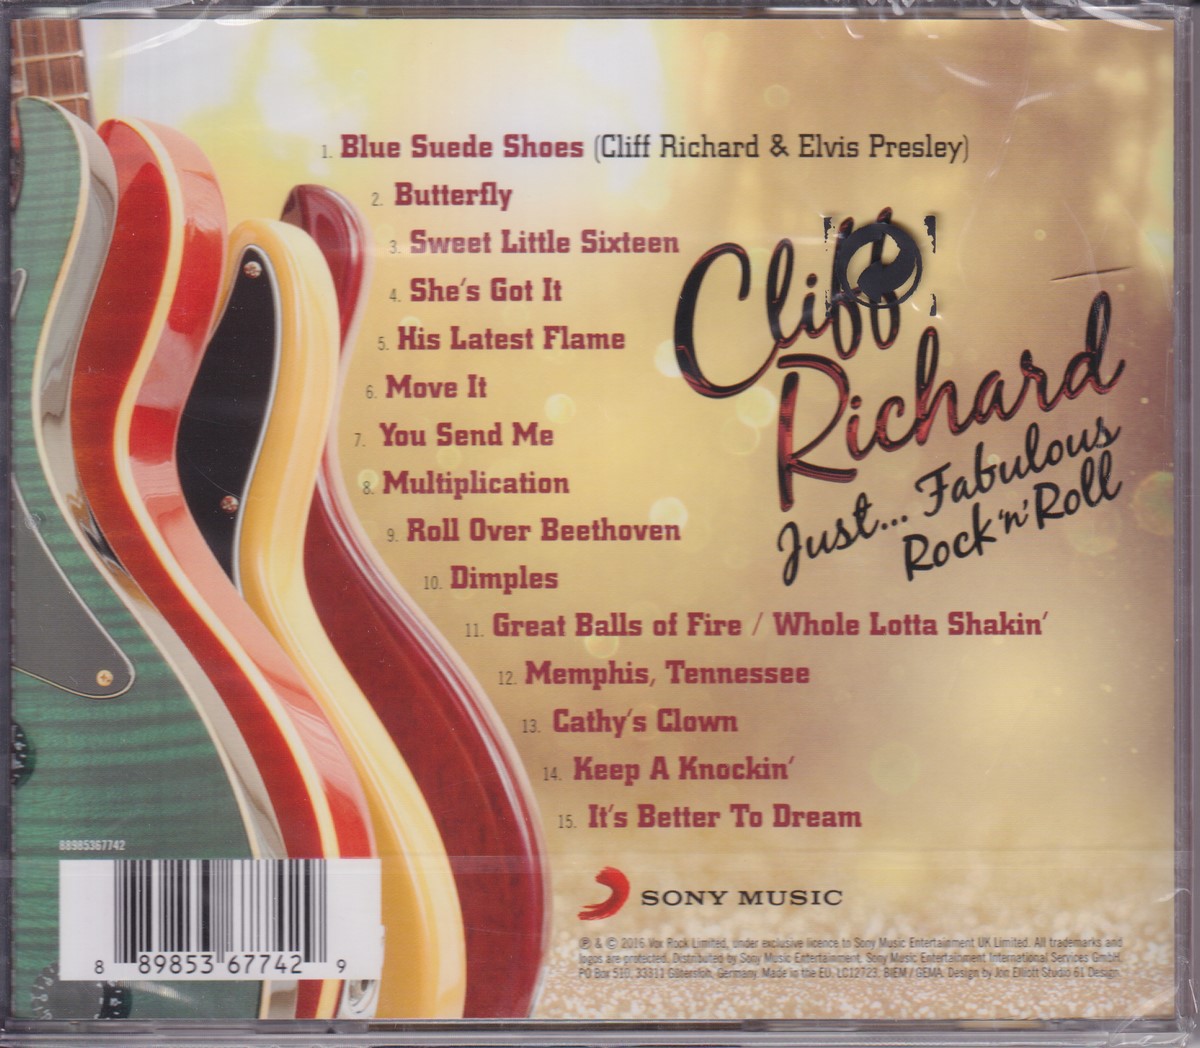 1. Blue Suede Shoes (Cliff Richard & Elvis Presley)
2. Butterfly
3. Sweet Little Sixteen
4. She's Got It
5. His Latest Flame
6. Move It
7. You Send Me
8. Multiplication
9. Roll Over Beethoven
10. Dimples
11. Great Balls of Fire / Whole Lotta Shakin'
12. Memphis, Tennessee
13. Cathy's Clown
14. Keep A Knockin'
15. It's Better To Dream
Cliff
Richard
Just... Fabulous
Rock 'n' Roll
88985367742
8 89853 67742 9
SONY MUSIC
℗ & © 2016 Vox Rock Limited, under exclusive licence to Sony Music Entertainment UK Limited. All trademarks and
logos are protected. Distributed by Sony Music Entertainment. Sony Music Entertainment International Services GmbH,
PO Box 510, 33311 Gütersloh, Germany. Made in the EU. LC12723. BIEM / GEMA. Design by Jon Elliott Studio 61 Design.